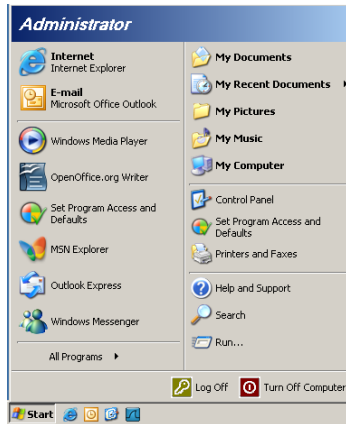 Administrator
Internet
Internet Explorer
E-mail
Microsoft Office Outlook
Windows Media Player
OpenOffice.org Writer
Set Program Access and
Defaults
MSN Explorer
Outlook Express
Windows Messenger
All Programs
My Documents
My Recent Documents
My Pictures
My Music
My Computer
Control Panel
Set Program Access and
Defaults
Printers and Faxes
Help and Support
Search
Run...
Log Off
Turn Off Computer
Start